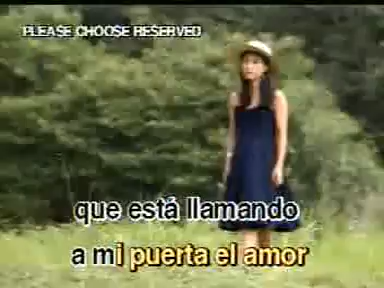 PLEASE CHOOSE RESERVED
que está llamando
a mi puerta el amor